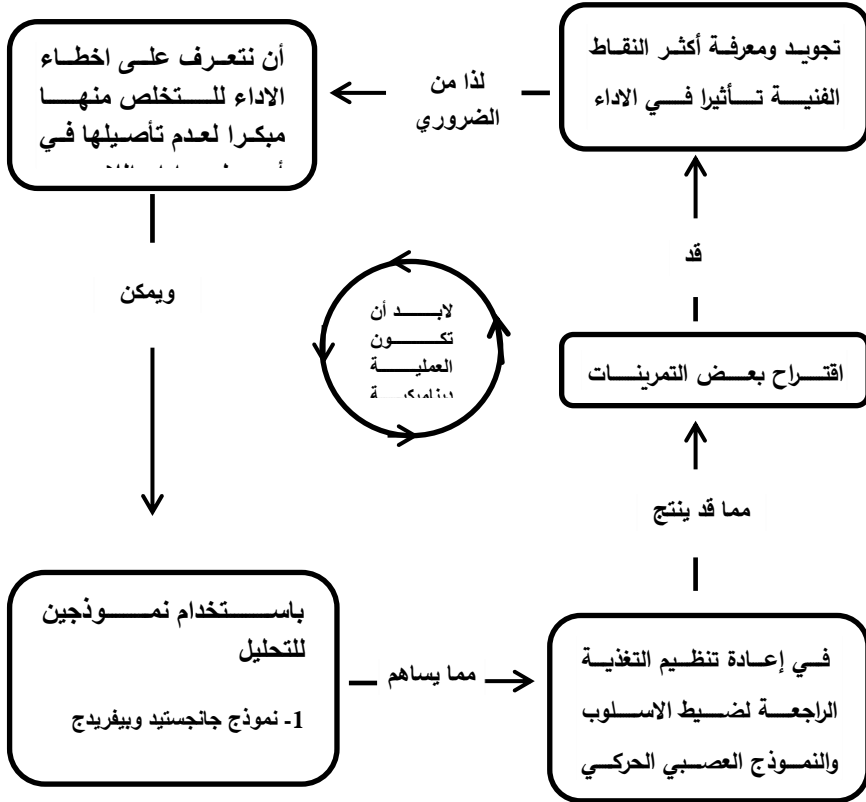 تجويد ومعرفة أكثر النقاط
الفنية تأثيرا في الاداء
لذا من
الضروري
أن نتعرف على اخطاء
الاداء للتخلص منها
مبكرا لعدم تأصيلها في
ويمكن
باستخدام نموذجين
للتحليل
1- نموذج جانجستيد وبيفريدج
مما يساهم
في إعادة تنظيم التغذية
الراجعة لضبط الاسلوب
والنموذج العصبي الحركي
مما قد ينتج
اقتراح بعض التمرينات
قد
لابد أن
تكون
العملية
ديناميكية